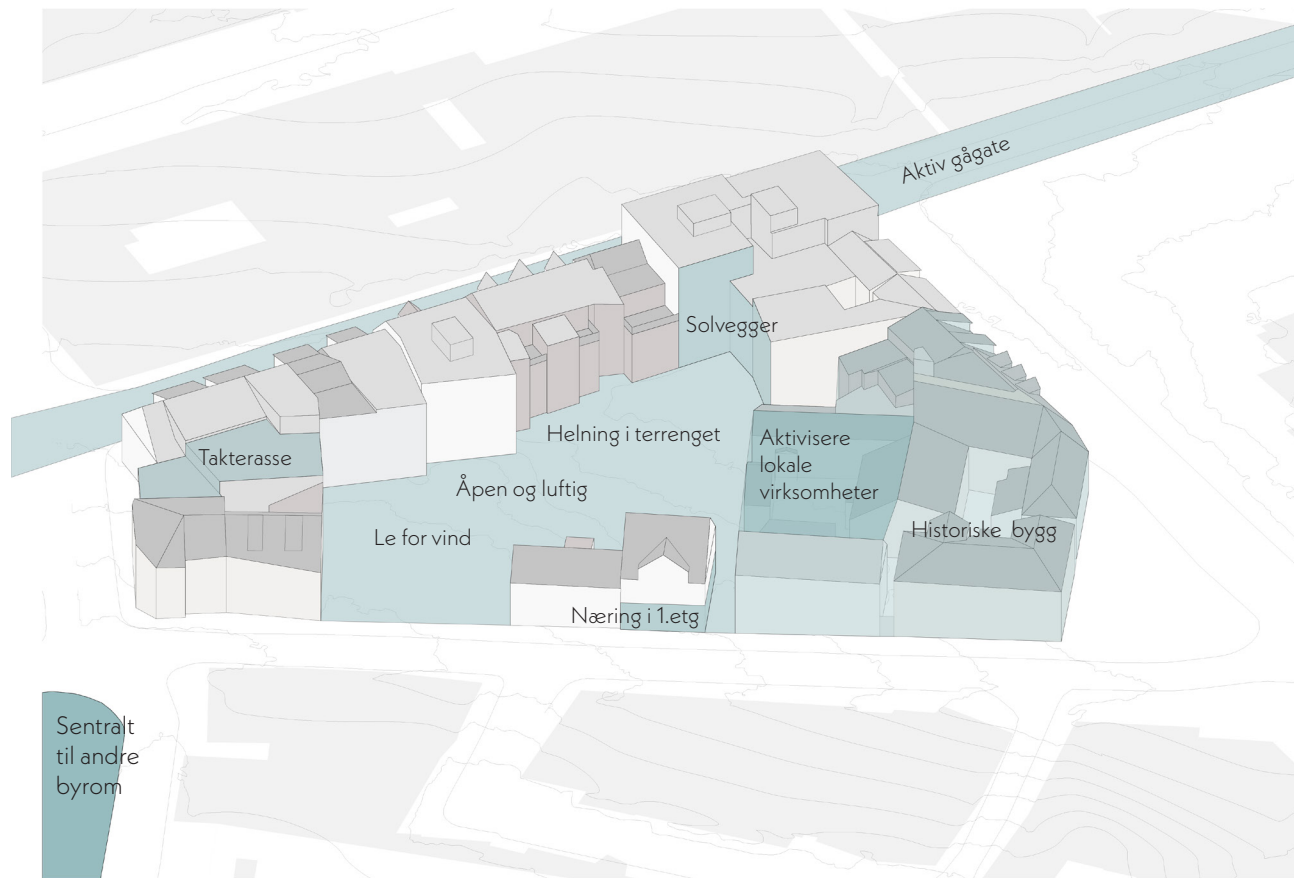 Aktiv gågate
Solvegger
Helning i terrenget
Aktivisere
lokale
virksomheter
Takterasse
Åpen og luftig
Le for vind
Historiske bygg
Næring i 1.etg
Sentralt
til andre
byrom